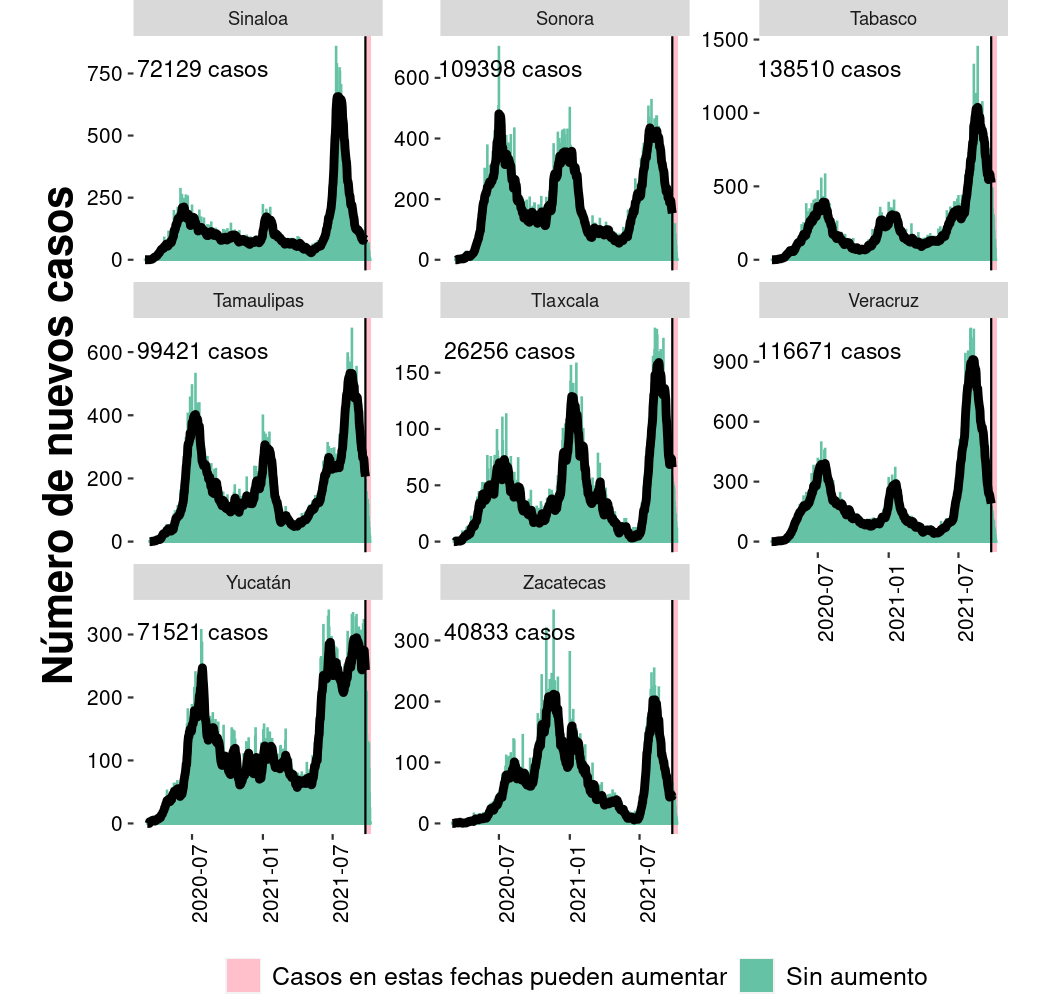 Número de nuevos casos
Sinaloa
72129 casos
750
500
250
0
Sonora
109398 casos
600
400
200
0
Tabasco
138510 casos
1500
1000
500
0
Tamaulipas
99421 casos
600
400
200
0
Tlaxcala
26256 casos
150
100
50
0
Veracruz
116671 casos
900
600
300
0
2020-07
2021-01
2021-07
Yucatán
71521 casos
300
200
100
0
2020-07
2021-01
2021-07
Zacatecas
40833 casos
300
200
100
0
2020-07
2021-01
2021-07
Casos en estas fechas pueden aumentar
Sin aumento